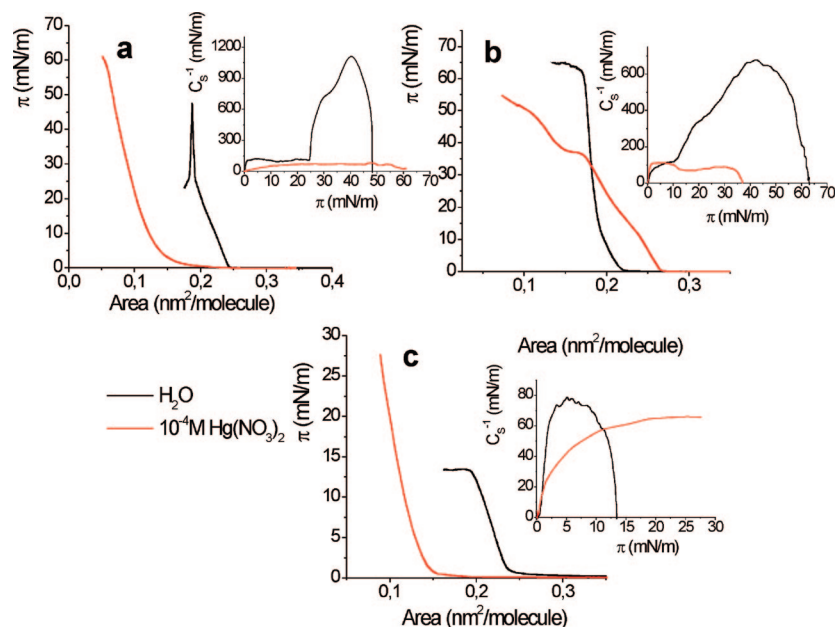 a
π (mN/m)
70
60
50
40
30
20
10
0
0,0 0,1 0,2 0,3 0,4
Area (nm²/molecule)
Cₛ⁻¹ (mN/m)
1200
900
600
300
0
0 10 20 30 40 50 60 70
π (mN/m)
b
π (mN/m)
70
60
50
40
30
20
10
0
0,1 0,2 0,3
Area (nm²/molecule)
Cₛ⁻¹ (mN/m)
600
400
200
0
0 10 20 30 40 50 60 70
π (mN/m)
H₂O
10⁻⁴M Hg(NO₃)₂
c
π (mN/m)
30
25
20
15
10
5
0
0,1 0,2 0,3
Area (nm²/molecule)
Cₛ⁻¹ (mN/m)
80
60
40
20
0
0 5 10 15 20 25 30
π (mN/m)